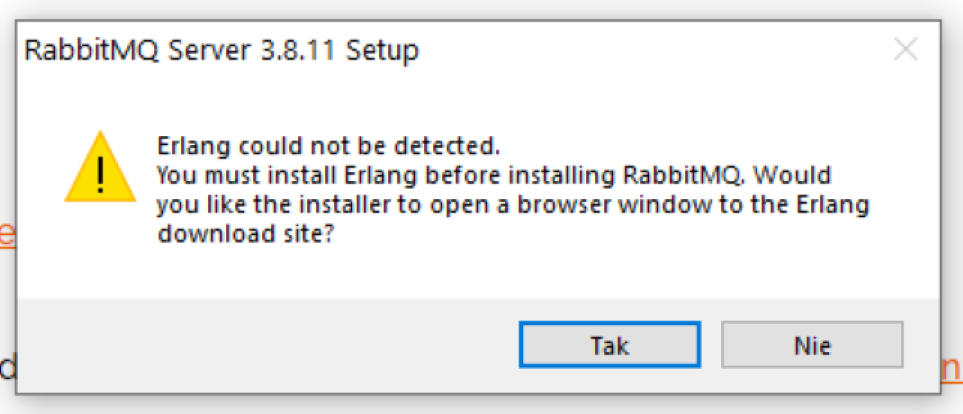 RabbitMQ Server 3.8.11 Setup
Erlang could not be detected.
You must install Erlang before installing RabbitMQ. Would
you like the installer to open a browser window to the Erlang
download site?
e
Tak
Nie
d
n